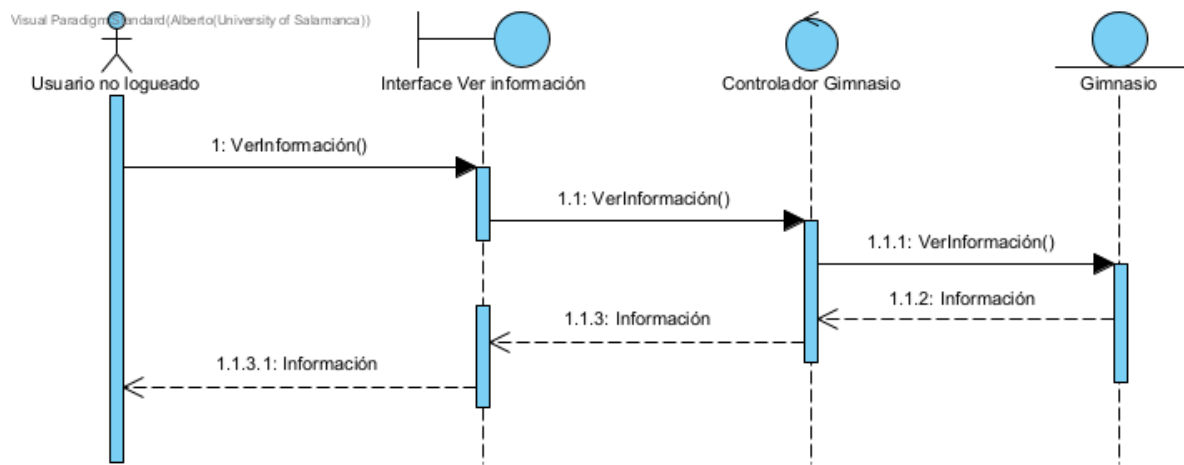 Visual Paradigm Standard(Alberto(University of Salamanca))
Usuario no logueado
Interface Ver información
Controlador Gimnasio
Gimnasio
1: VerInformación()
1.1: VerInformación()
1.1.1: VerInformación()
1.1.2: Información
1.1.3: Información
1.1.3.1: Información